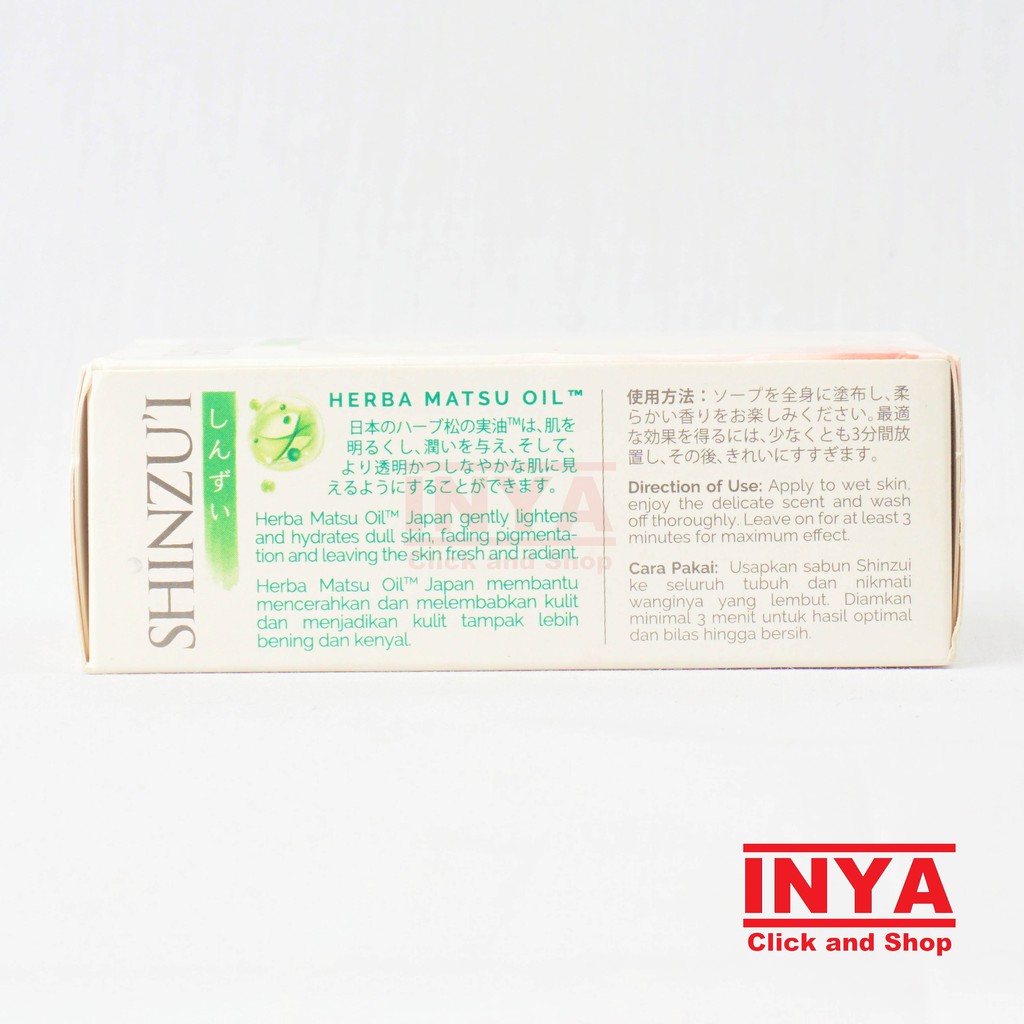 SHINZU'I
しんずい
HERBA MATSU OIL™
日本のハーブ松の実油™は、肌を
明るくし、潤いを与え、そして、
より透明かつしなやかな肌に見
えるようにすることができます。
Herba Matsu Oil™ Japan gently lightens
and hydrates dull skin, fading pigmenta-
tion and leaving the skin fresh and radiant.
Herba Matsu Oil™ Japan membantu
mencerahkan dan melembabkan kulit
dan menjadikan kulit tampak lebih
bening dan kenyal.
使用方法：ソープを全身に塗布し、柔
らかい香りをお楽しみください。最適
な効果を得るには、少なくとも3分間放
置し、その後、きれいにすすぎます。
Direction of Use: Apply to wet skin,
enjoy the delicate scent and wash
off thoroughly. Leave on for at least 3
minutes for maximum effect.
Cara Pakai: Usapkan sabun Shinzui
ke seluruh tubuh dan nikmati
wanginya yang lembut. Diamkan
minimal 3 menit untuk hasil optimal
dan bilas hingga bersih.
INYA
Click and Shop
INYA
Click and Shop